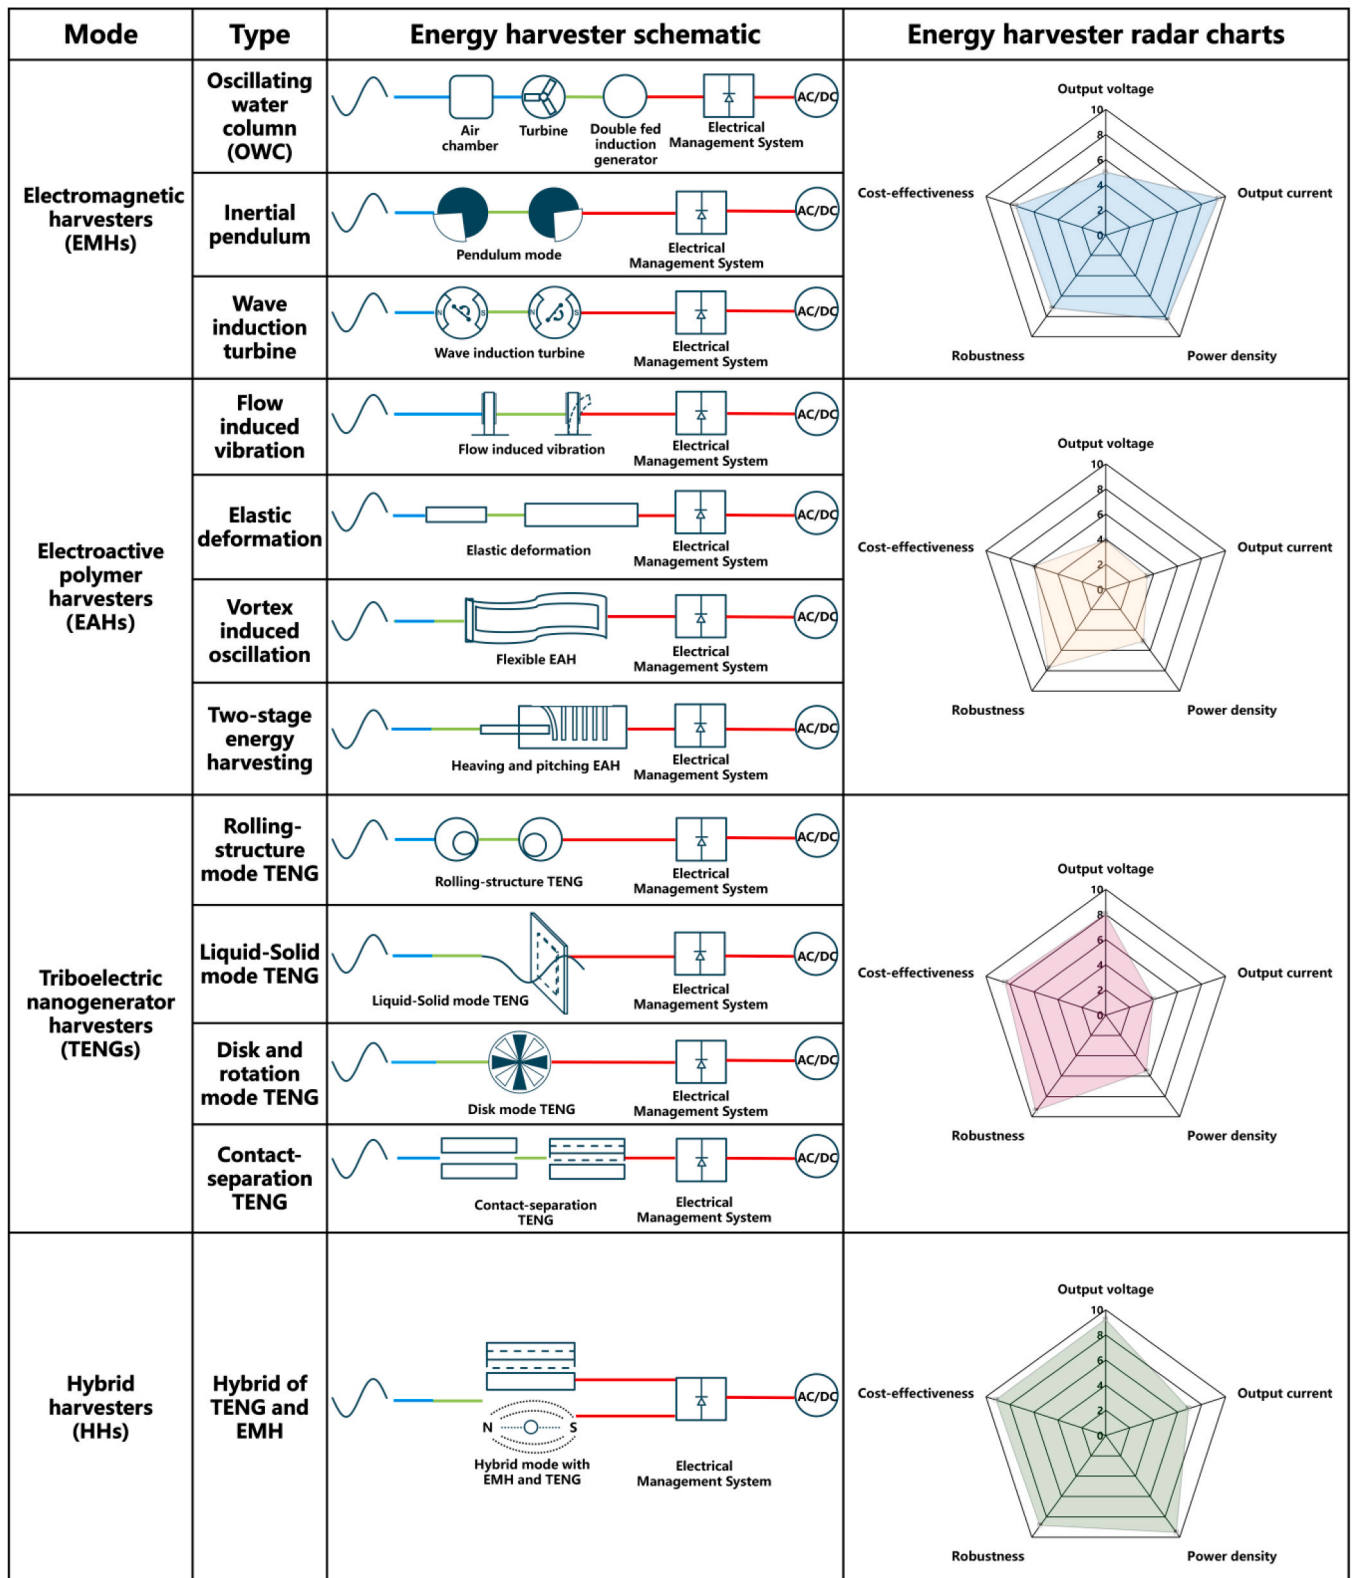 Mode
Type
Energy harvester schematic
Energy harvester radar charts
Electromagnetic
harvesters
(EMHs)
Oscillating
water
column
(OWC)
Air
chamber
Turbine
Double fed
induction
generator
Electrical
Management System
AC/DC
Inertial
pendulum
Pendulum mode
Electrical
Management System
AC/DC
Wave
induction
turbine
N S
N S
Wave induction turbine
Electrical
Management System
AC/DC
Output voltage
10
8
6
4
2
0
Cost-effectiveness
Output current
Robustness
Power density
Electroactive
polymer
harvesters
(EAHs)
Flow
induced
vibration
Flow induced vibration
Electrical
Management System
AC/DC
Elastic
deformation
Elastic deformation
Electrical
Management System
AC/DC
Vortex
induced
oscillation
Flexible EAH
Electrical
Management System
AC/DC
Two-stage
energy
harvesting
Heaving and pitching EAH
Electrical
Management System
AC/DC
Output voltage
10
8
6
4
2
0
Cost-effectiveness
Output current
Robustness
Power density
Triboelectric
nanogenerator
harvesters
(TENGs)
Rolling-
structure
mode TENG
Rolling-structure TENG
Electrical
Management System
AC/DC
Liquid-Solid
mode TENG
Liquid-Solid mode TENG
Electrical
Management System
AC/DC
Disk and
rotation
mode TENG
Disk mode TENG
Electrical
Management System
AC/DC
Contact-
separation
TENG
Contact-separation
TENG
Electrical
Management System
AC/DC
Output voltage
10
8
6
4
2
0
Cost-effectiveness
Output current
Robustness
Power density
Hybrid
harvesters
(HHs)
Hybrid of
TENG and
EMH
N S
Hybrid mode with
EMH and TENG
Electrical
Management System
AC/DC
Output voltage
10
8
6
4
2
0
Cost-effectiveness
Output current
Robustness
Power density